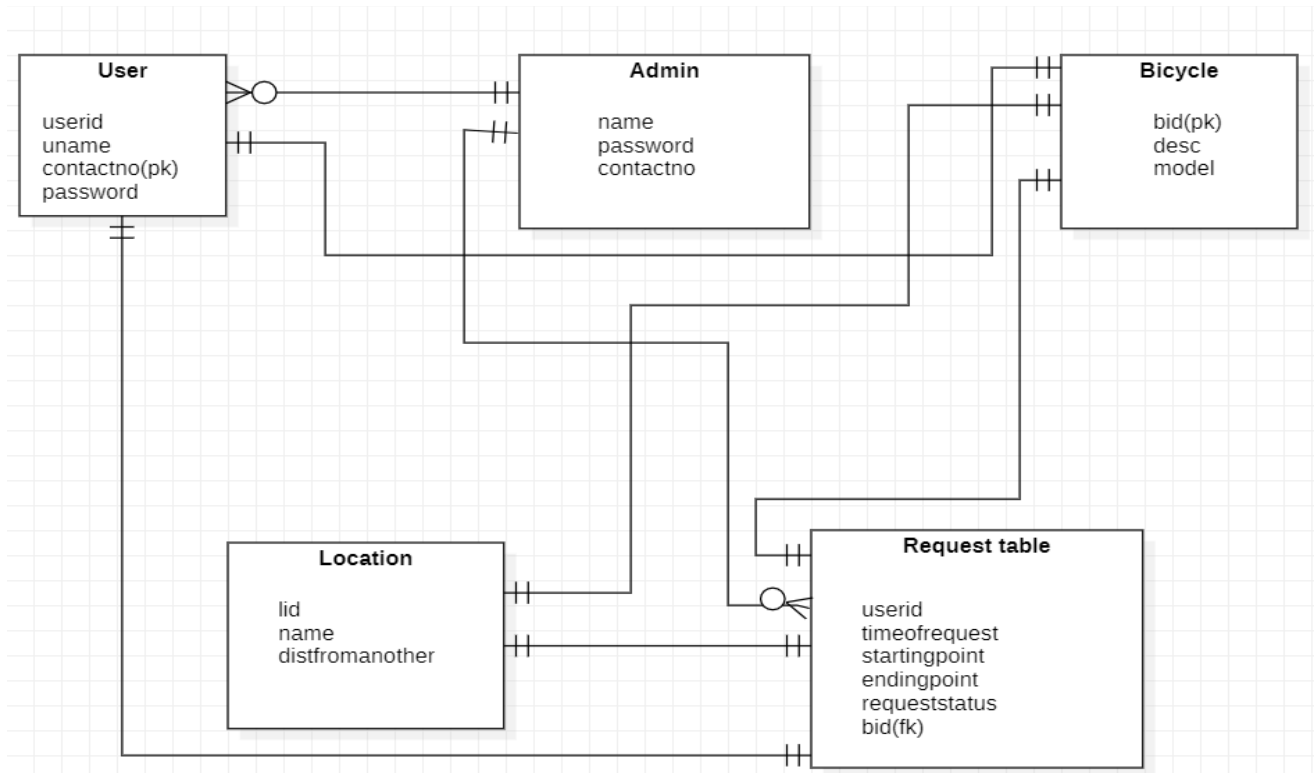 User
userid
uname
contactno(pk)
password
Admin
name
password
contactno
Bicycle
bid(pk)
desc
model
Location
lid
name
distfromanother
Request table
userid
timeofrequest
startingpoint
endingpoint
requeststatus
bid(fk)